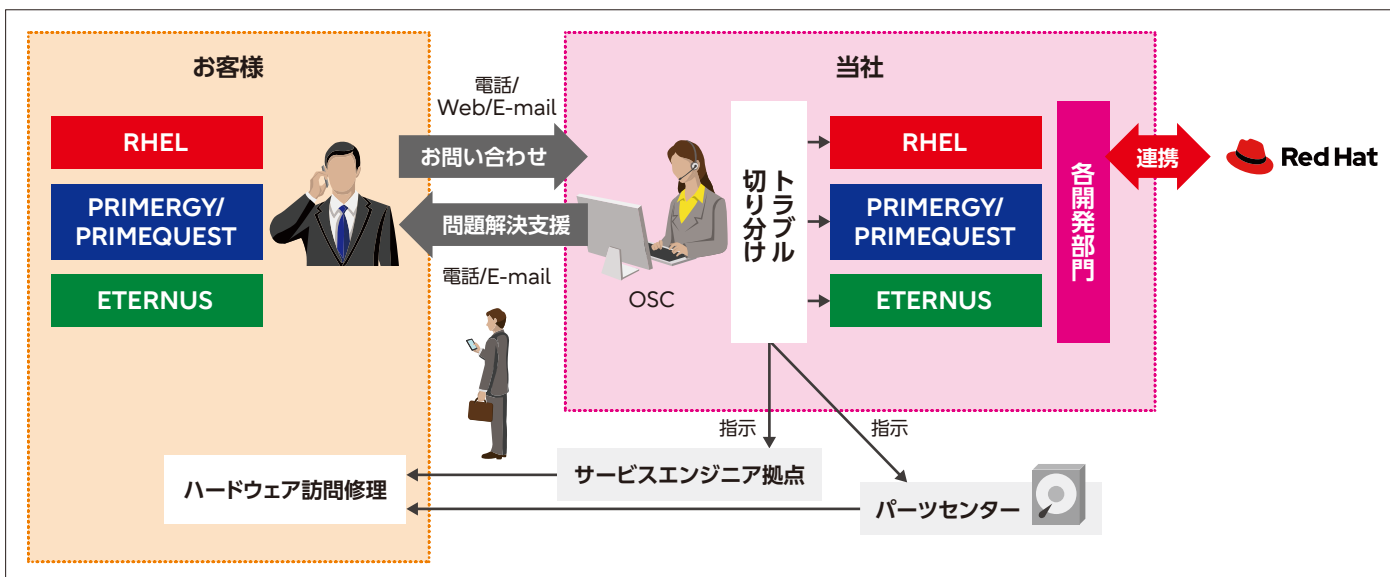 お客様
RHEL
PRIMERGY/
PRIMEQUEST
ETERNUS
電話/
Web/E-mail
お問い合わせ
問題解決支援
電話/E-mail
当社
OSC
トラブル
切り分け
RHEL
PRIMERGY/
PRIMEQUEST
ETERNUS
各開発部門
連携
Red Hat
指示
指示
サービスエンジニア拠点
ハードウェア訪問修理
パーツセンター